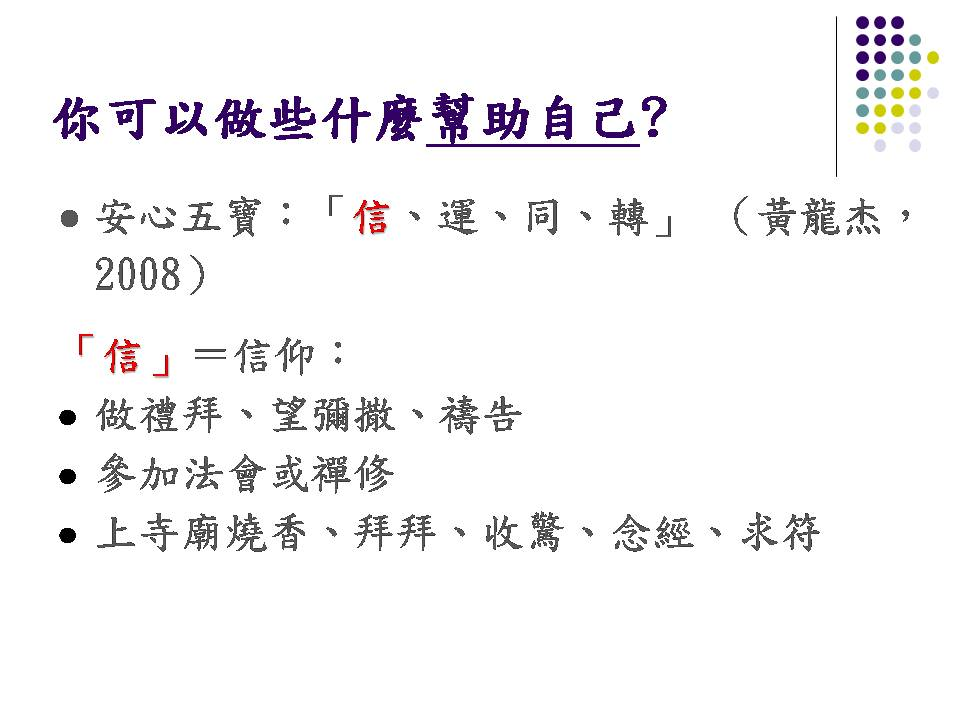 你可以做些什麼幫助自己?
● 安心五寶：「信、運、同、轉」 （黃龍杰，
2008）
「信」＝信仰：
● 做禮拜、望彌撒、禱告
● 參加法會或禪修
● 上寺廟燒香、拜拜、收驚、念經、求符